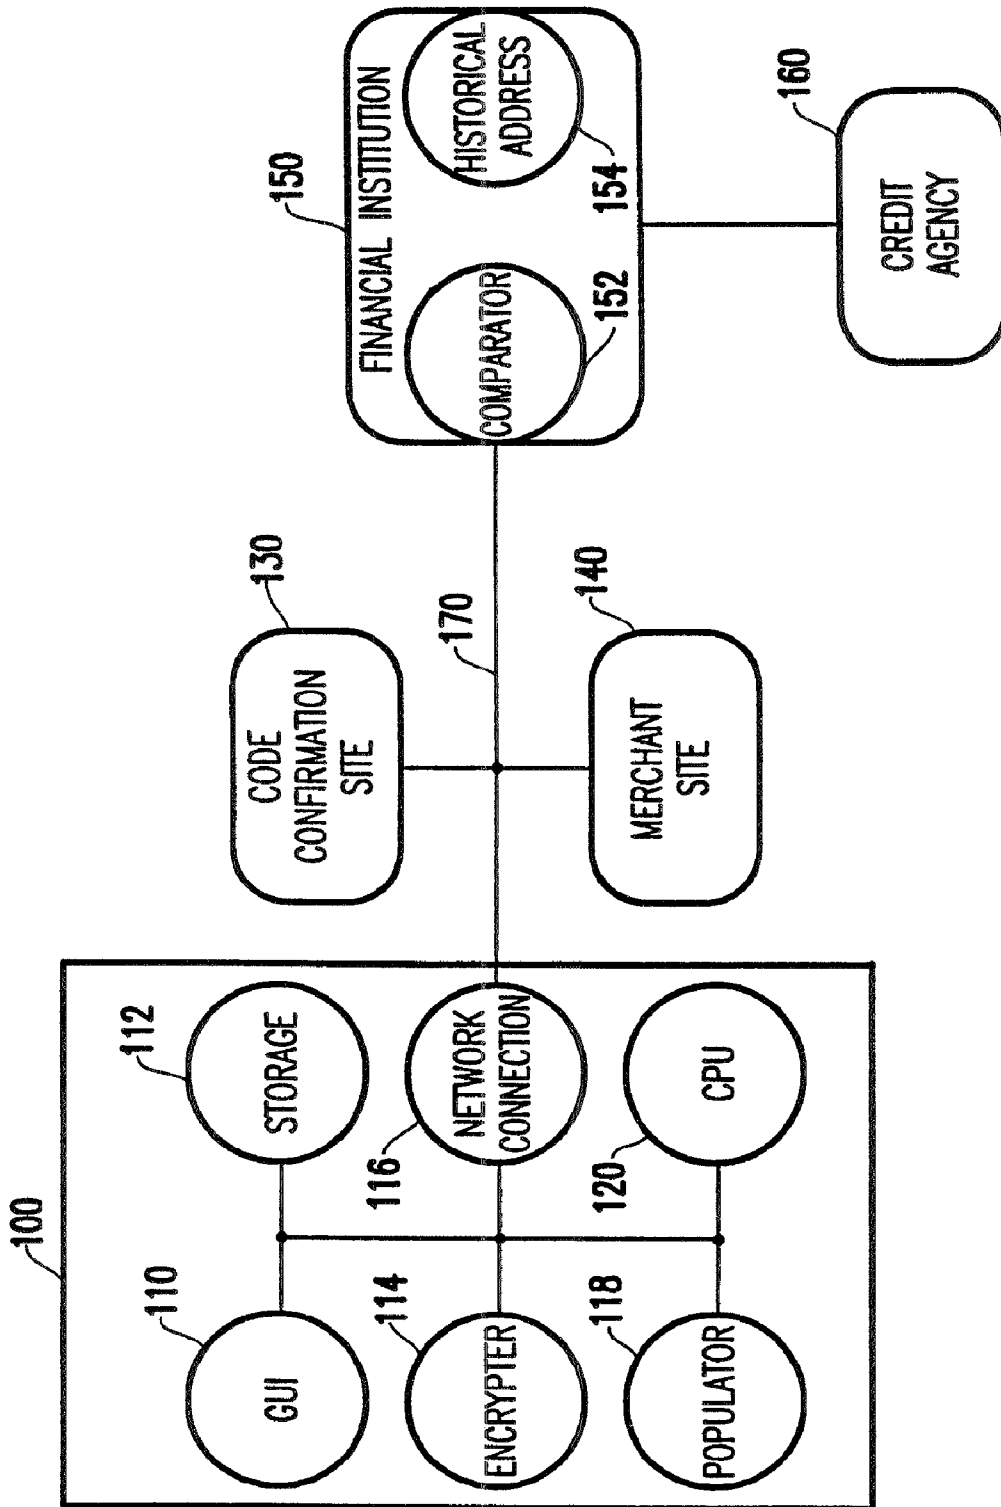 100
110
GUI
112
STORAGE
114
ENCRYPTER
116
NETWORK
CONNECTION
118
POPULATOR
120
CPU
130
CODE
CONFIRMATION
SITE
170
140
MERCHANT
SITE
150
FINANCIAL INSTITUTION
COMPARATOR
152
HISTORICAL
ADDRESS
154
160
CREDIT
AGENCY